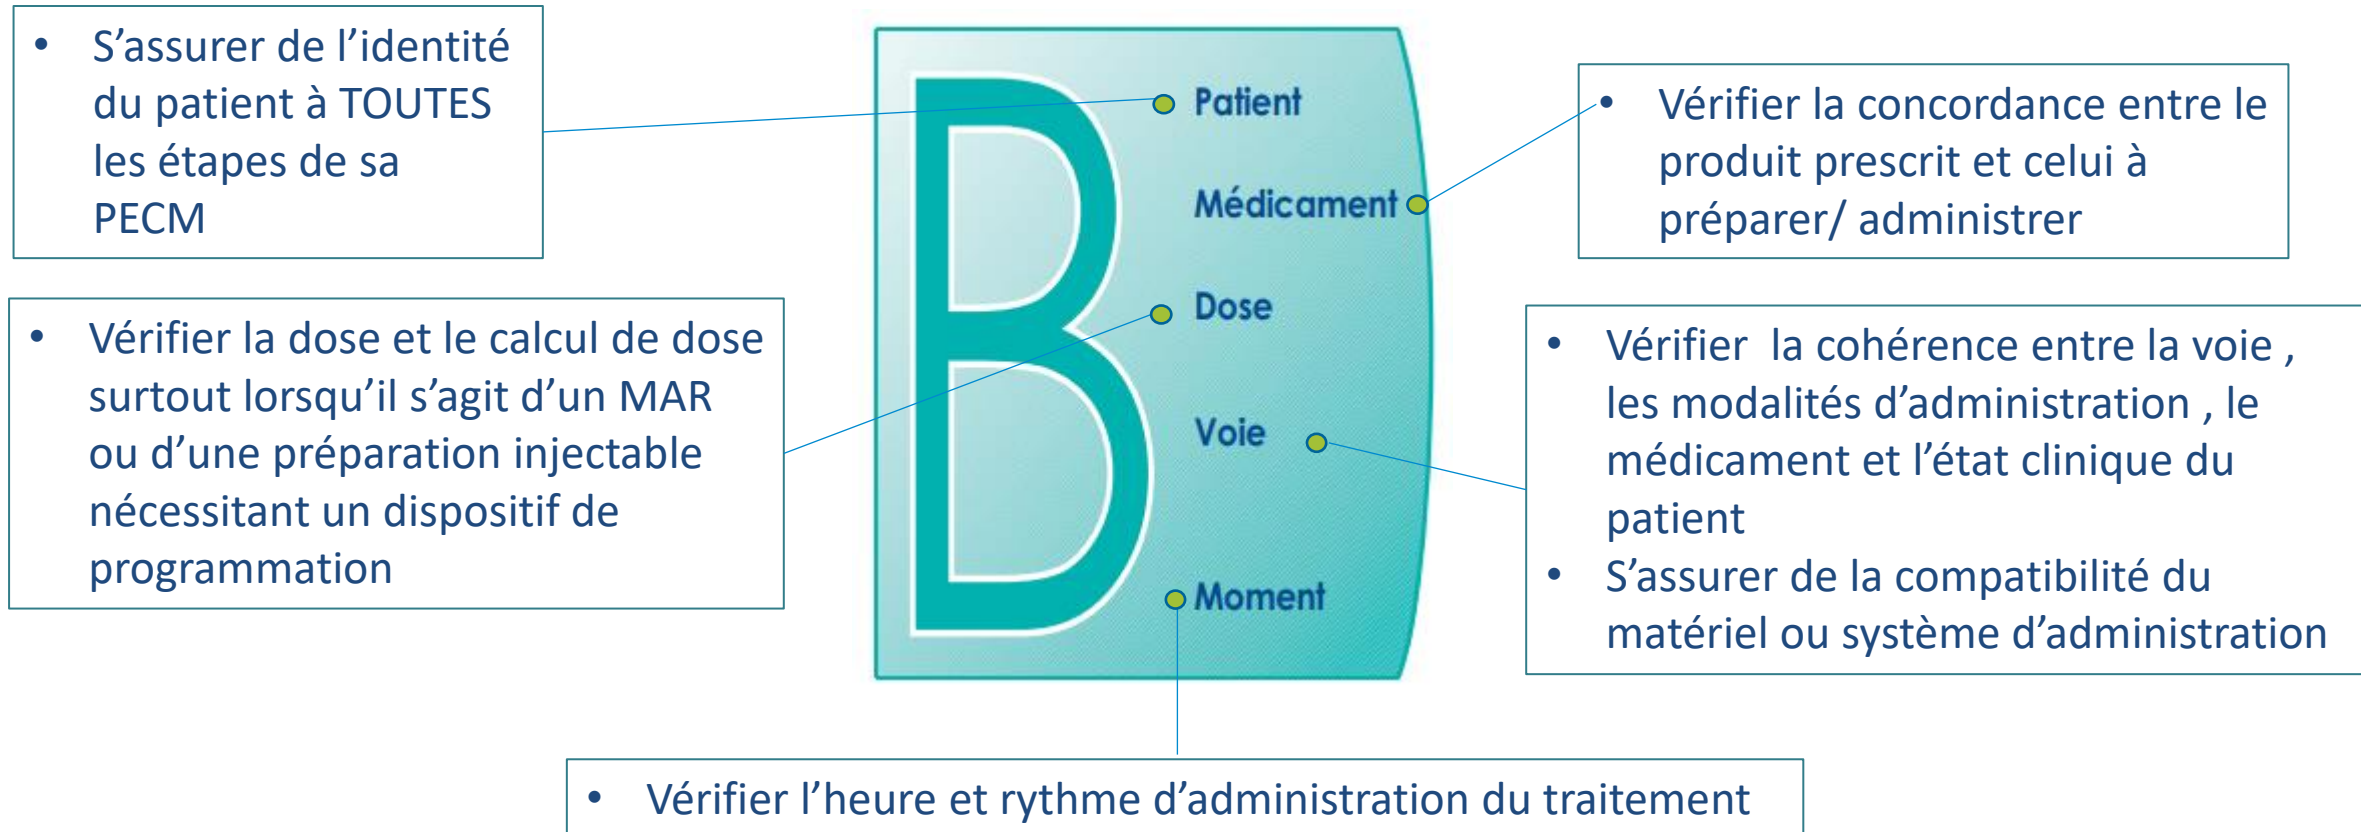 • S’assurer de l’identité
du patient à TOUTES
les étapes de sa
PECM
• Vérifier la dose et le calcul de dose
surtout lorsqu’il s’agit d’un MAR
ou d’une préparation injectable
nécessitant un dispositif de
programmation
B
Patient
Médicament
Dose
Voie
Moment
• Vérifier la concordance entre le
produit prescrit et celui à
préparer/ administrer
• Vérifier  la cohérence entre la voie ,
les modalités d’administration , le
médicament et l’état clinique du
patient
• S’assurer de la compatibilité du
matériel ou système d’administration
• Vérifier l’heure et rythme d’administration du traitement